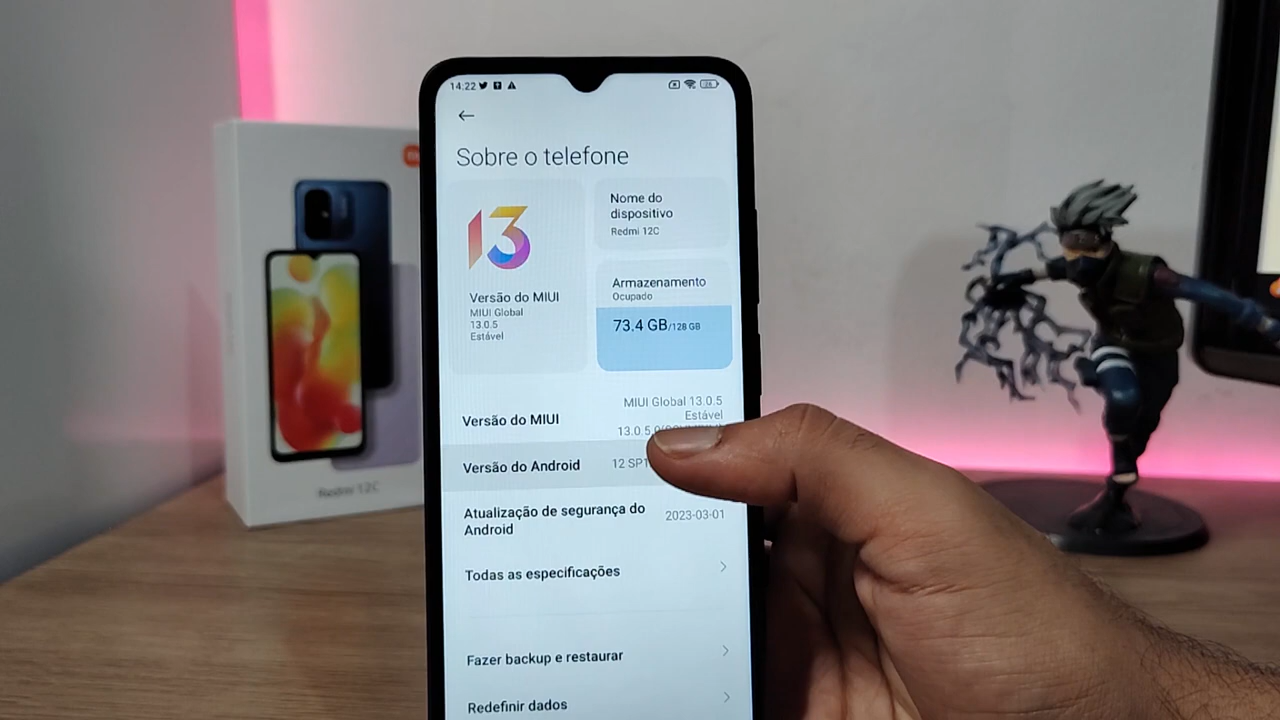 14:22
Sobre o telefone
13
Versão do MIUI
MIUI Global
13.0.5
Estável
Nome do
dispositivo
Redmi 12C
Armazenamento
Ocupado
73.4 GB/128 GB
Versão do MIUI
MIUI Global 13.0.5
Estável
Versão do Android
12
Atualização de segurança do
Android
2023-03-01
Todas as especificações
Fazer backup e restaurar
Redefinir dados
Redmi 12C